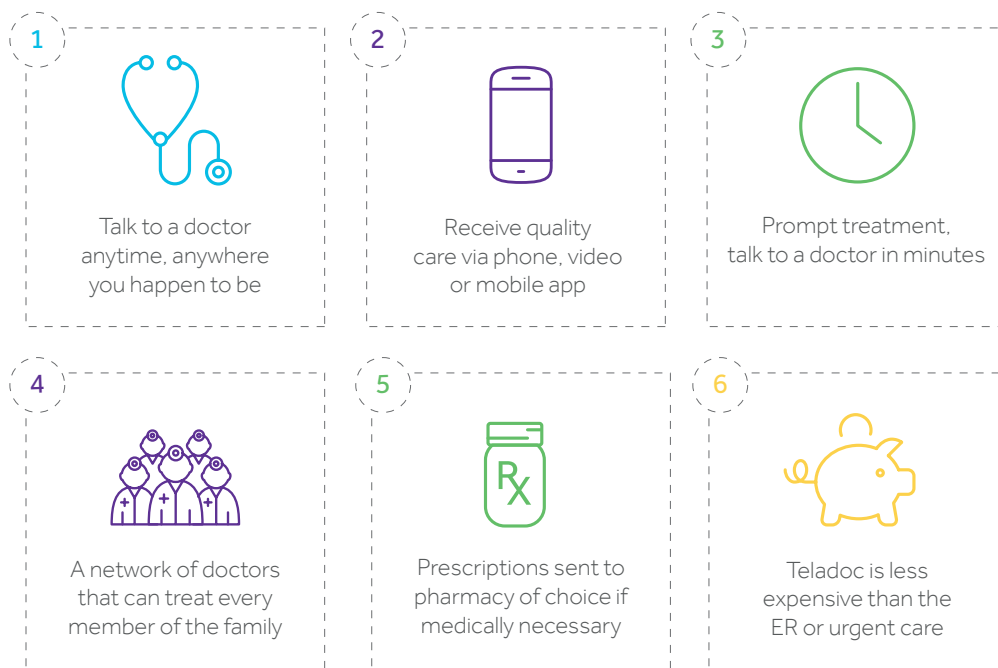 1
Talk to a doctor
anytime, anywhere
you happen to be
2
Receive quality
care via phone, video
or mobile app
3
Prompt treatment,
talk to a doctor in minutes
4
A network of doctors
that can treat every
member of the family
5
Rx
Prescriptions sent to
pharmacy of choice if
medically necessary
6
Teladoc is less
expensive than the
ER or urgent care